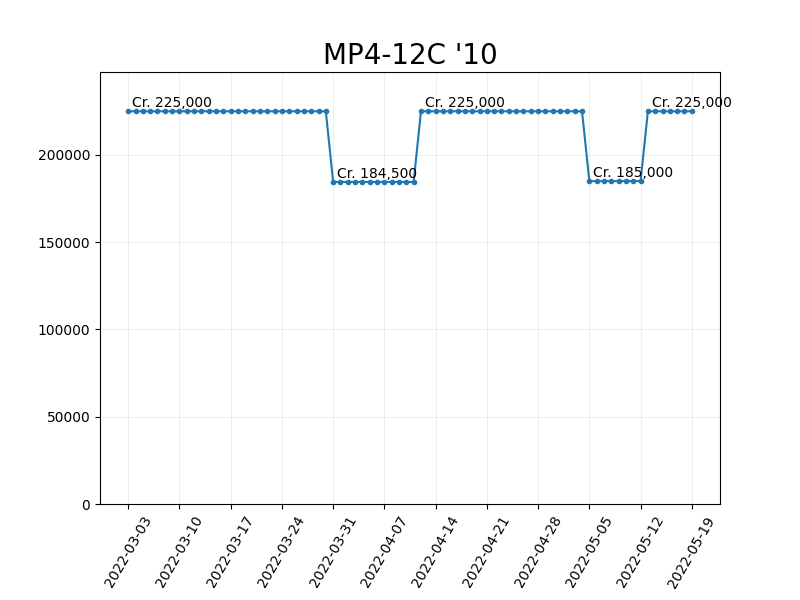 MP4-12C '10
Cr. 225,000
Cr. 225,000
Cr. 225,000
Cr. 184,500
Cr. 185,000
200000
150000
100000
50000
0
2022-03-03
2022-03-10
2022-03-17
2022-03-24
2022-03-31
2022-04-07
2022-04-14
2022-04-21
2022-04-28
2022-05-05
2022-05-12
2022-05-19